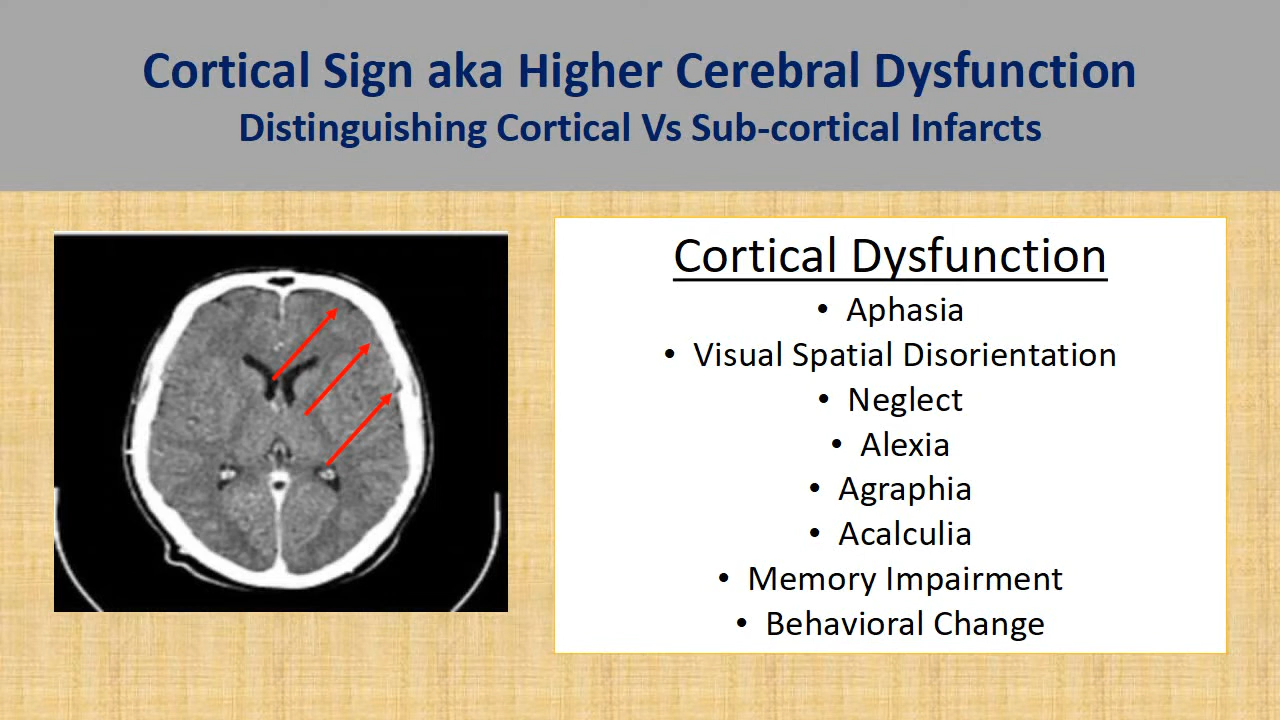 Cortical Sign aka Higher Cerebral Dysfunction
Distinguishing Cortical Vs Sub-cortical Infarcts
Cortical Dysfunction
• Aphasia
• Visual Spatial Disorientation
• Neglect
• Alexia
• Agraphia
• Acalculia
• Memory Impairment
• Behavioral Change